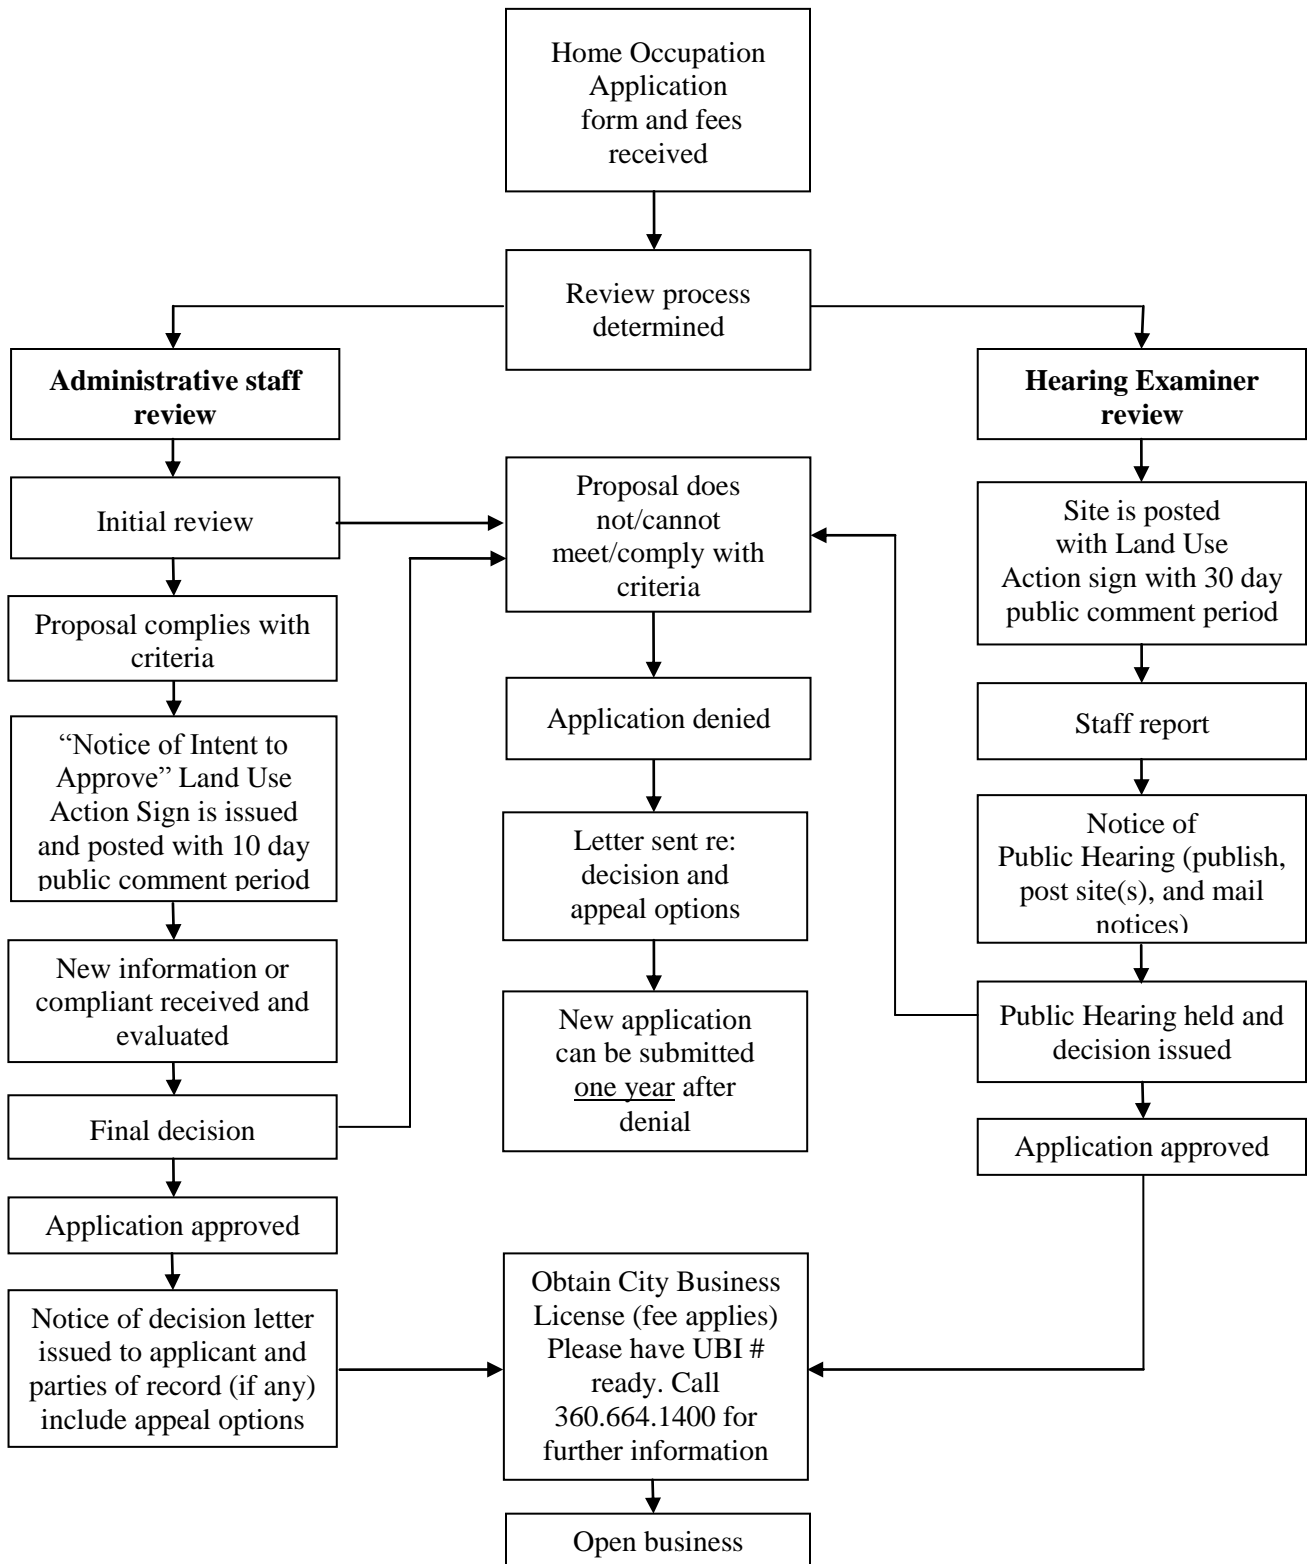 Home Occupation
Application
form and fees
received
Review process
determined
Administrative staff
review
Initial review
Proposal complies with
criteria
“Notice of Intent to
Approve” Land Use
Action Sign is issued
and posted with 10 day
public comment period
New information or
compliant received and
evaluated
Final decision
Application approved
Notice of decision letter
issued to applicant and
parties of record (if any)
include appeal options
Proposal does
not/cannot
meet/comply with
criteria
Application denied
Letter sent re:
decision and
appeal options
New application
can be submitted
one year after
denial
Hearing Examiner
review
Site is posted
with Land Use
Action sign with 30 day
public comment period
Staff report
Notice of
Public Hearing (publish,
post site(s), and mail
notices)
Public Hearing held and
decision issued
Application approved
Obtain City Business
License (fee applies)
Please have UBI #
ready. Call
360.664.1400 for
further information
Open business